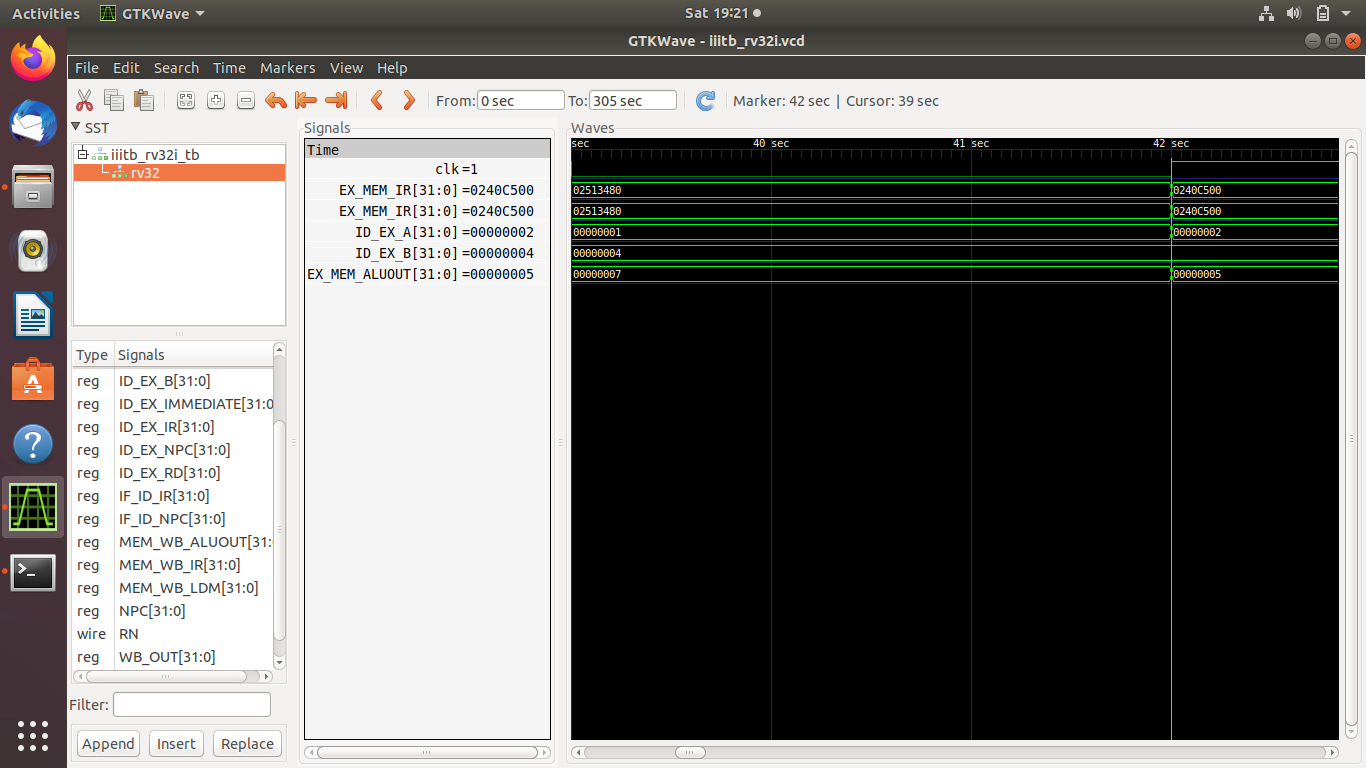 Activities GTKWave Sat 19:21
GTKWave - iiitb_rv32i.vcd
File Edit Search Time Markers View Help
From: 0 sec To: 305 sec Marker: 42 sec | Cursor: 39 sec
SST
iiitb_rv32i_tb
rv32
Type Signals
reg ID_EX_B[31:0]
reg ID_EX_IMMEDIATE[31:0
reg ID_EX_IR[31:0]
reg ID_EX_NPC[31:0]
reg ID_EX_RD[31:0]
reg IF_ID_IR[31:0]
reg IF_ID_NPC[31:0]
reg MEM_WB_ALUOUT[31:
reg MEM_WB_IR[31:0]
reg MEM_WB_LDM[31:0]
reg NPC[31:0]
wire RN
reg WB_OUT[31:0]
Filter:
Append Insert Replace
Signals
Time
clk =1
EX_MEM_IR[31:0] =0240C500
EX_MEM_IR[31:0] =0240C500
ID_EX_A[31:0] =00000002
ID_EX_B[31:0] =00000004
EX_MEM_ALUOUT[31:0] =00000005
Waves
sec 40 sec 41 sec 42 sec
02513480 0240C500
02513480 0240C500
00000001 00000002
00000004
00000007 00000005